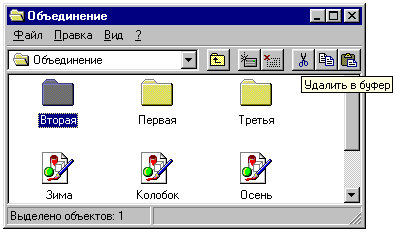 Объединение
Файл Правка Вид ?
Объединение
Удалить в буфер
Вторая Первая Третья
Зима Колобок Осень
Выделено объектов: 1